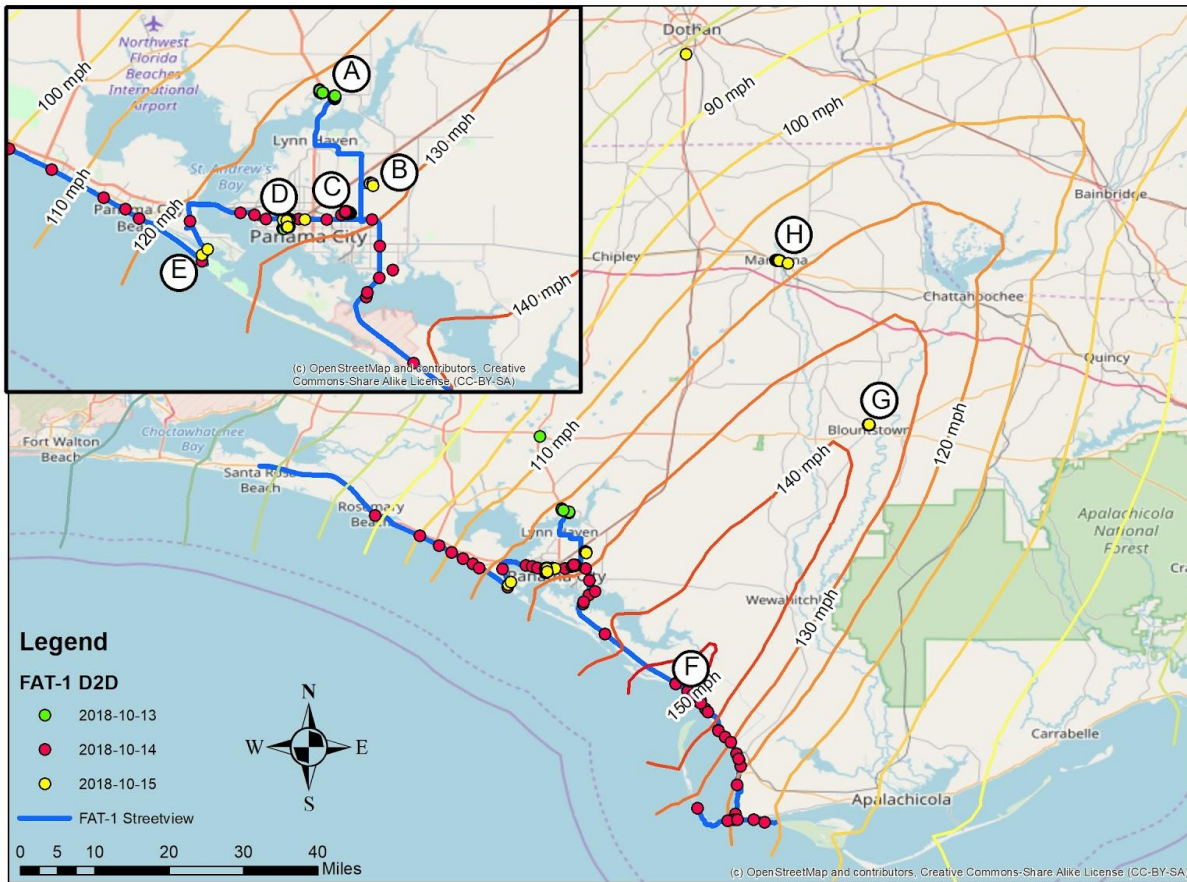 Northwest
Florida
Beaches
International
Airport
100 mph
A
130 mph
Lynn Haven
St. Andrew's
Bay
B
C
D
110 mph
Panama City
Beach
120 mph
Panama City
E
140 mph
(c) OpenStreetMap and contributors, Creative
Commons-Share Alike License (CC-BY-SA)
Dothan
90 mph
100 mph
Bainbridge
H
Chipley
Chattahoochee
Quincy
G
Blountstown
Fort Walton
Beach
Choctawhatchee
Bay
Santa Rosa
Beach
110 mph
140 mph
120 mph
Rosemary
Beach
Lynn Haven
Apalachicola
National
Forest
Panama City
Wewahitchka
130 mph
F
150 mph
Carrabelle
Apalachicola
Legend
FAT-1 D2D
2018-10-13
2018-10-14
2018-10-15
FAT-1 Streetview
N
W
E
S
0 5 10 20 30 40
Miles
(c) OpenStreetMap and contributors, Creative Commons-Share Alike License (CC-BY-SA)